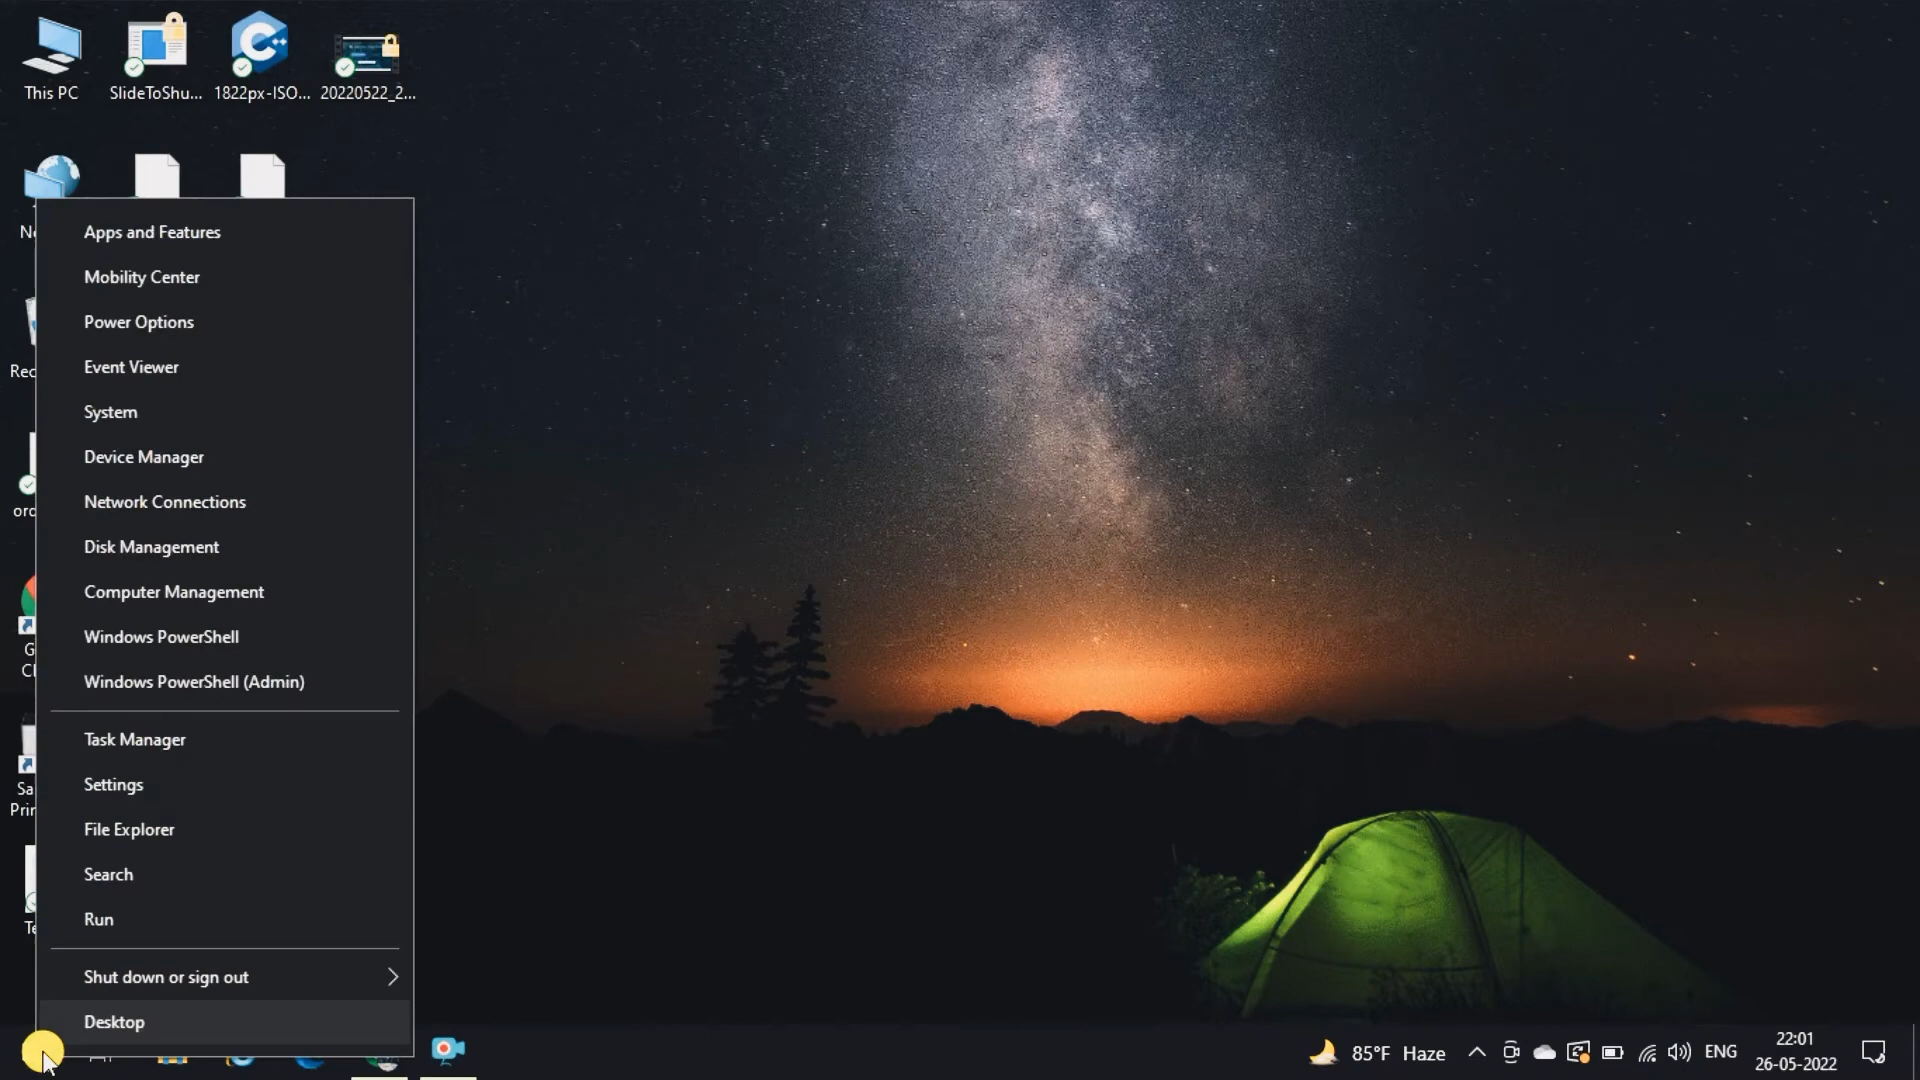 This PC
SlideToShu...
1822px-ISO...
20220522_2...
Apps and Features
Mobility Center
Power Options
Event Viewer
System
Device Manager
Network Connections
Disk Management
Computer Management
Windows PowerShell
Windows PowerShell (Admin)
Task Manager
Settings
File Explorer
Search
Run
Shut down or sign out
Desktop
85°F Haze
ENG
22:01
26-05-2022